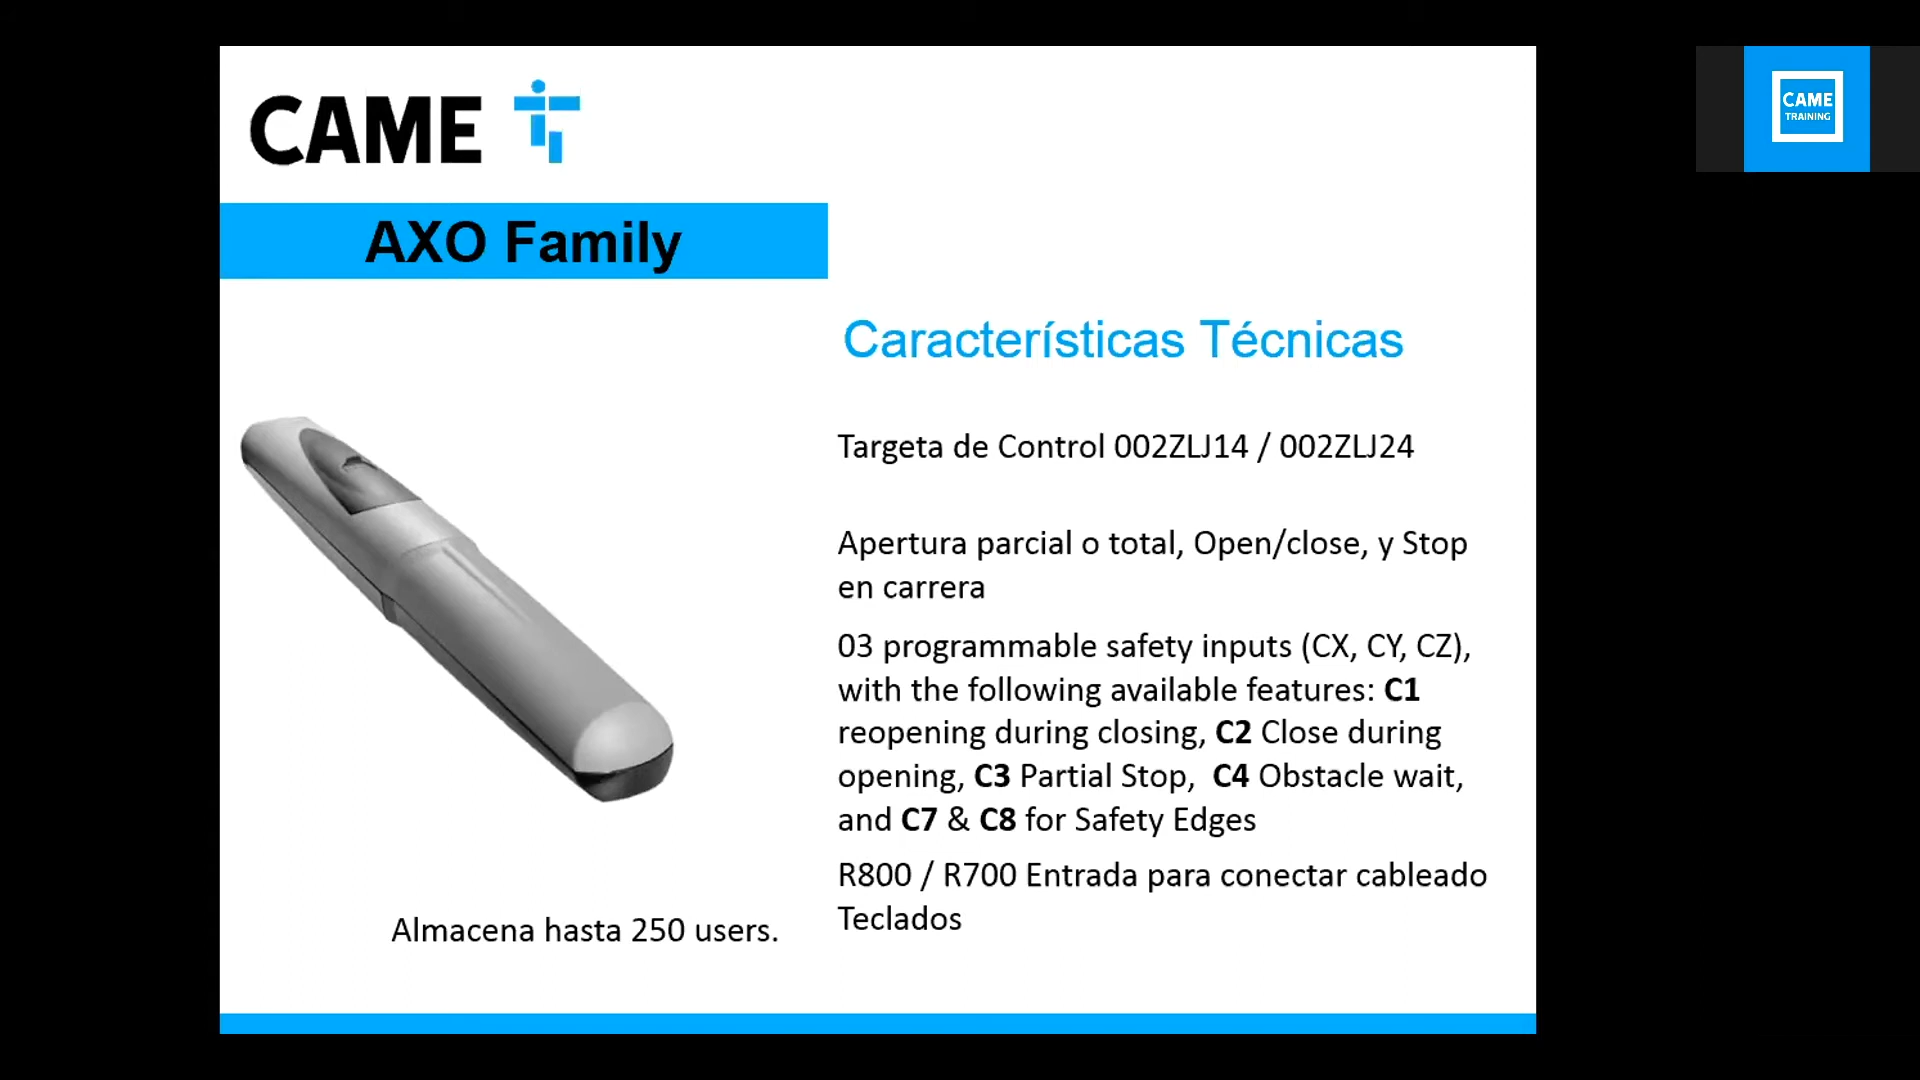 CAME
CAME
TRAINING
AXO Family
Características Técnicas
Targeta de Control 002ZLJ14 / 002ZLJ24
Apertura parcial o total, Open/close, y Stop
en carrera
03 programmable safety inputs (CX, CY, CZ),
with the following available features: C1
reopening during closing, C2 Close during
opening, C3 Partial Stop,  C4 Obstacle wait,
and C7 & C8 for Safety Edges
R800 / R700 Entrada para conectar cableado
Teclados
Almacena hasta 250 users.